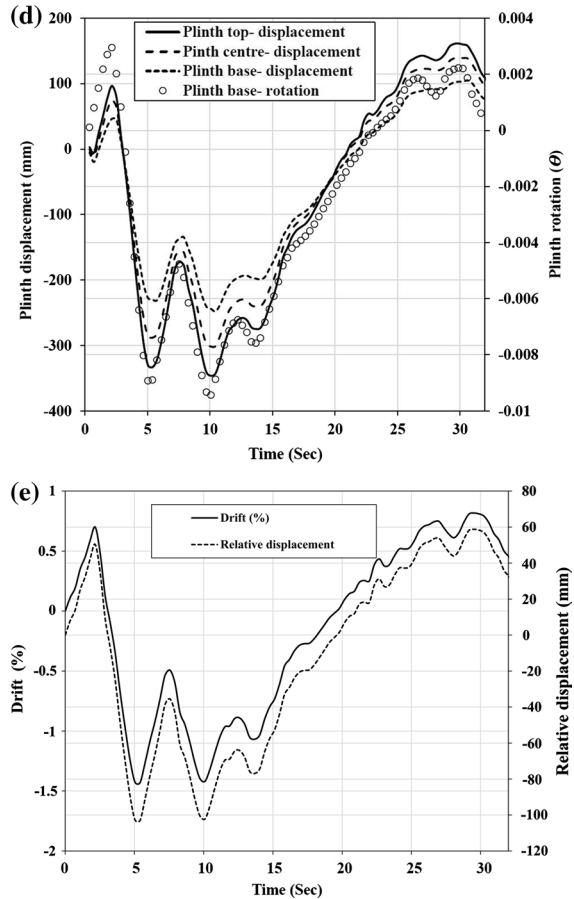 (d)
200
100
0
-100
-200
-300
-400
Plinth displacement (mm)
Plinth top- displacement
Pinth centre- displacement
Plinth base- displacement
Plinth base- rotation
0.004
0.002
0
-0.002
-0.004
-0.006
-0.008
-0.01
Plinth rotation (Θ)
0 5 10 15 20 25 30
Time (Sec)
(e)
1
0.5
0
-0.5
-1
-1.5
-2
Drift (%)
Drift (%)
Relative displacement
80
60
40
20
0
-20
-40
-60
-80
-100
-120
Relative displacement (mm)
0 5 10 15 20 25 30
Time (Sec)